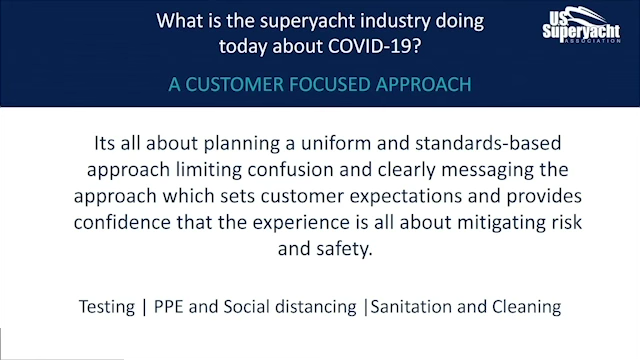 What is the superyacht industry doing
today about COVID-19?
US
Superyacht
ASSOCIATION
A CUSTOMER FOCUSED APPROACH
Its all about planning a uniform and standards-based
approach limiting confusion and clearly messaging the
approach which sets customer expectations and provides
confidence that the experience is all about mitigating risk
and safety.
Testing | PPE and Social distancing |Sanitation and Cleaning